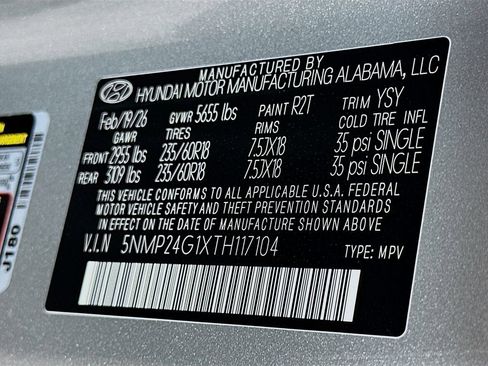 MANUFACTURED BY
HYUNDAI MOTOR MANUFACTURING ALABAMA, LLC
Feb/19/26 GVWR 5655 lbs PAINT R2T TRIM YSY
GAWR TIRES RIMS COLD TIRE INFL
FRONT 2955 lbs 235/60R18 7.5JX18 35 psi SINGLE
REAR 3109 lbs 235/60R18 7.5JX18 35 psi SINGLE
THIS VEHICLE CONFORMS TO ALL APPLICABLE U.S.A. FEDERAL
MOTOR VEHICLE SAFETY AND THEFT PREVENTION STANDARDS
IN EFFECT ON THE DATE OF MANUFACTURE SHOWN ABOVE
V.I.N 5NMP24G1XTH117104 TYPE: MPV
J180